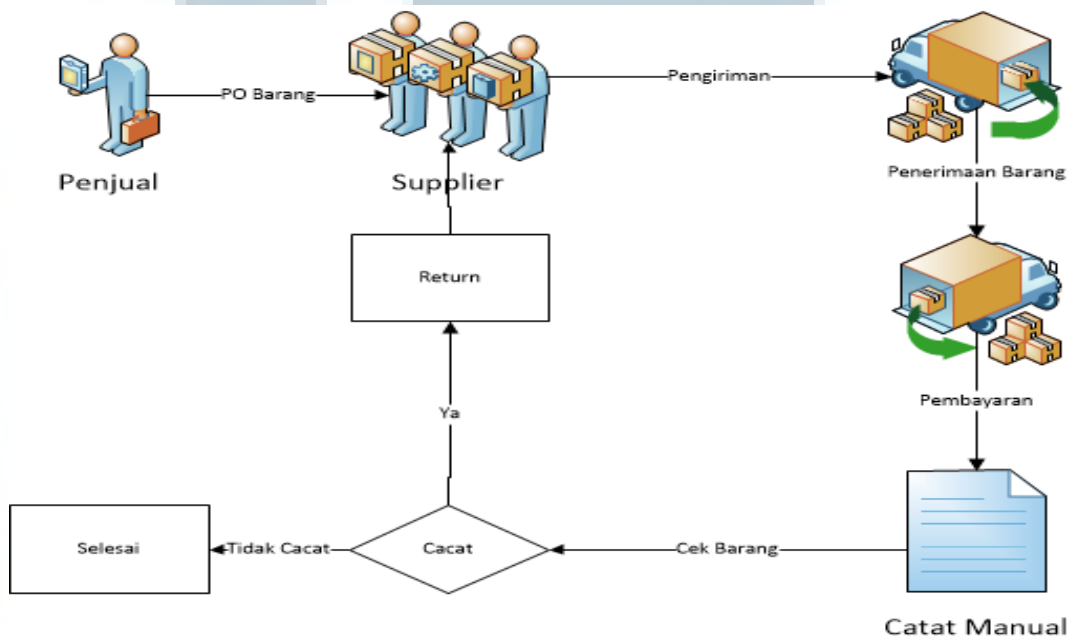 PO Barang
Pengiriman
Penjual
Supplier
Penerimaan Barang
Return
Pembayaran
Ya
Selesai
Tidak Cacat
Cacat
Cek Barang
Catat Manual